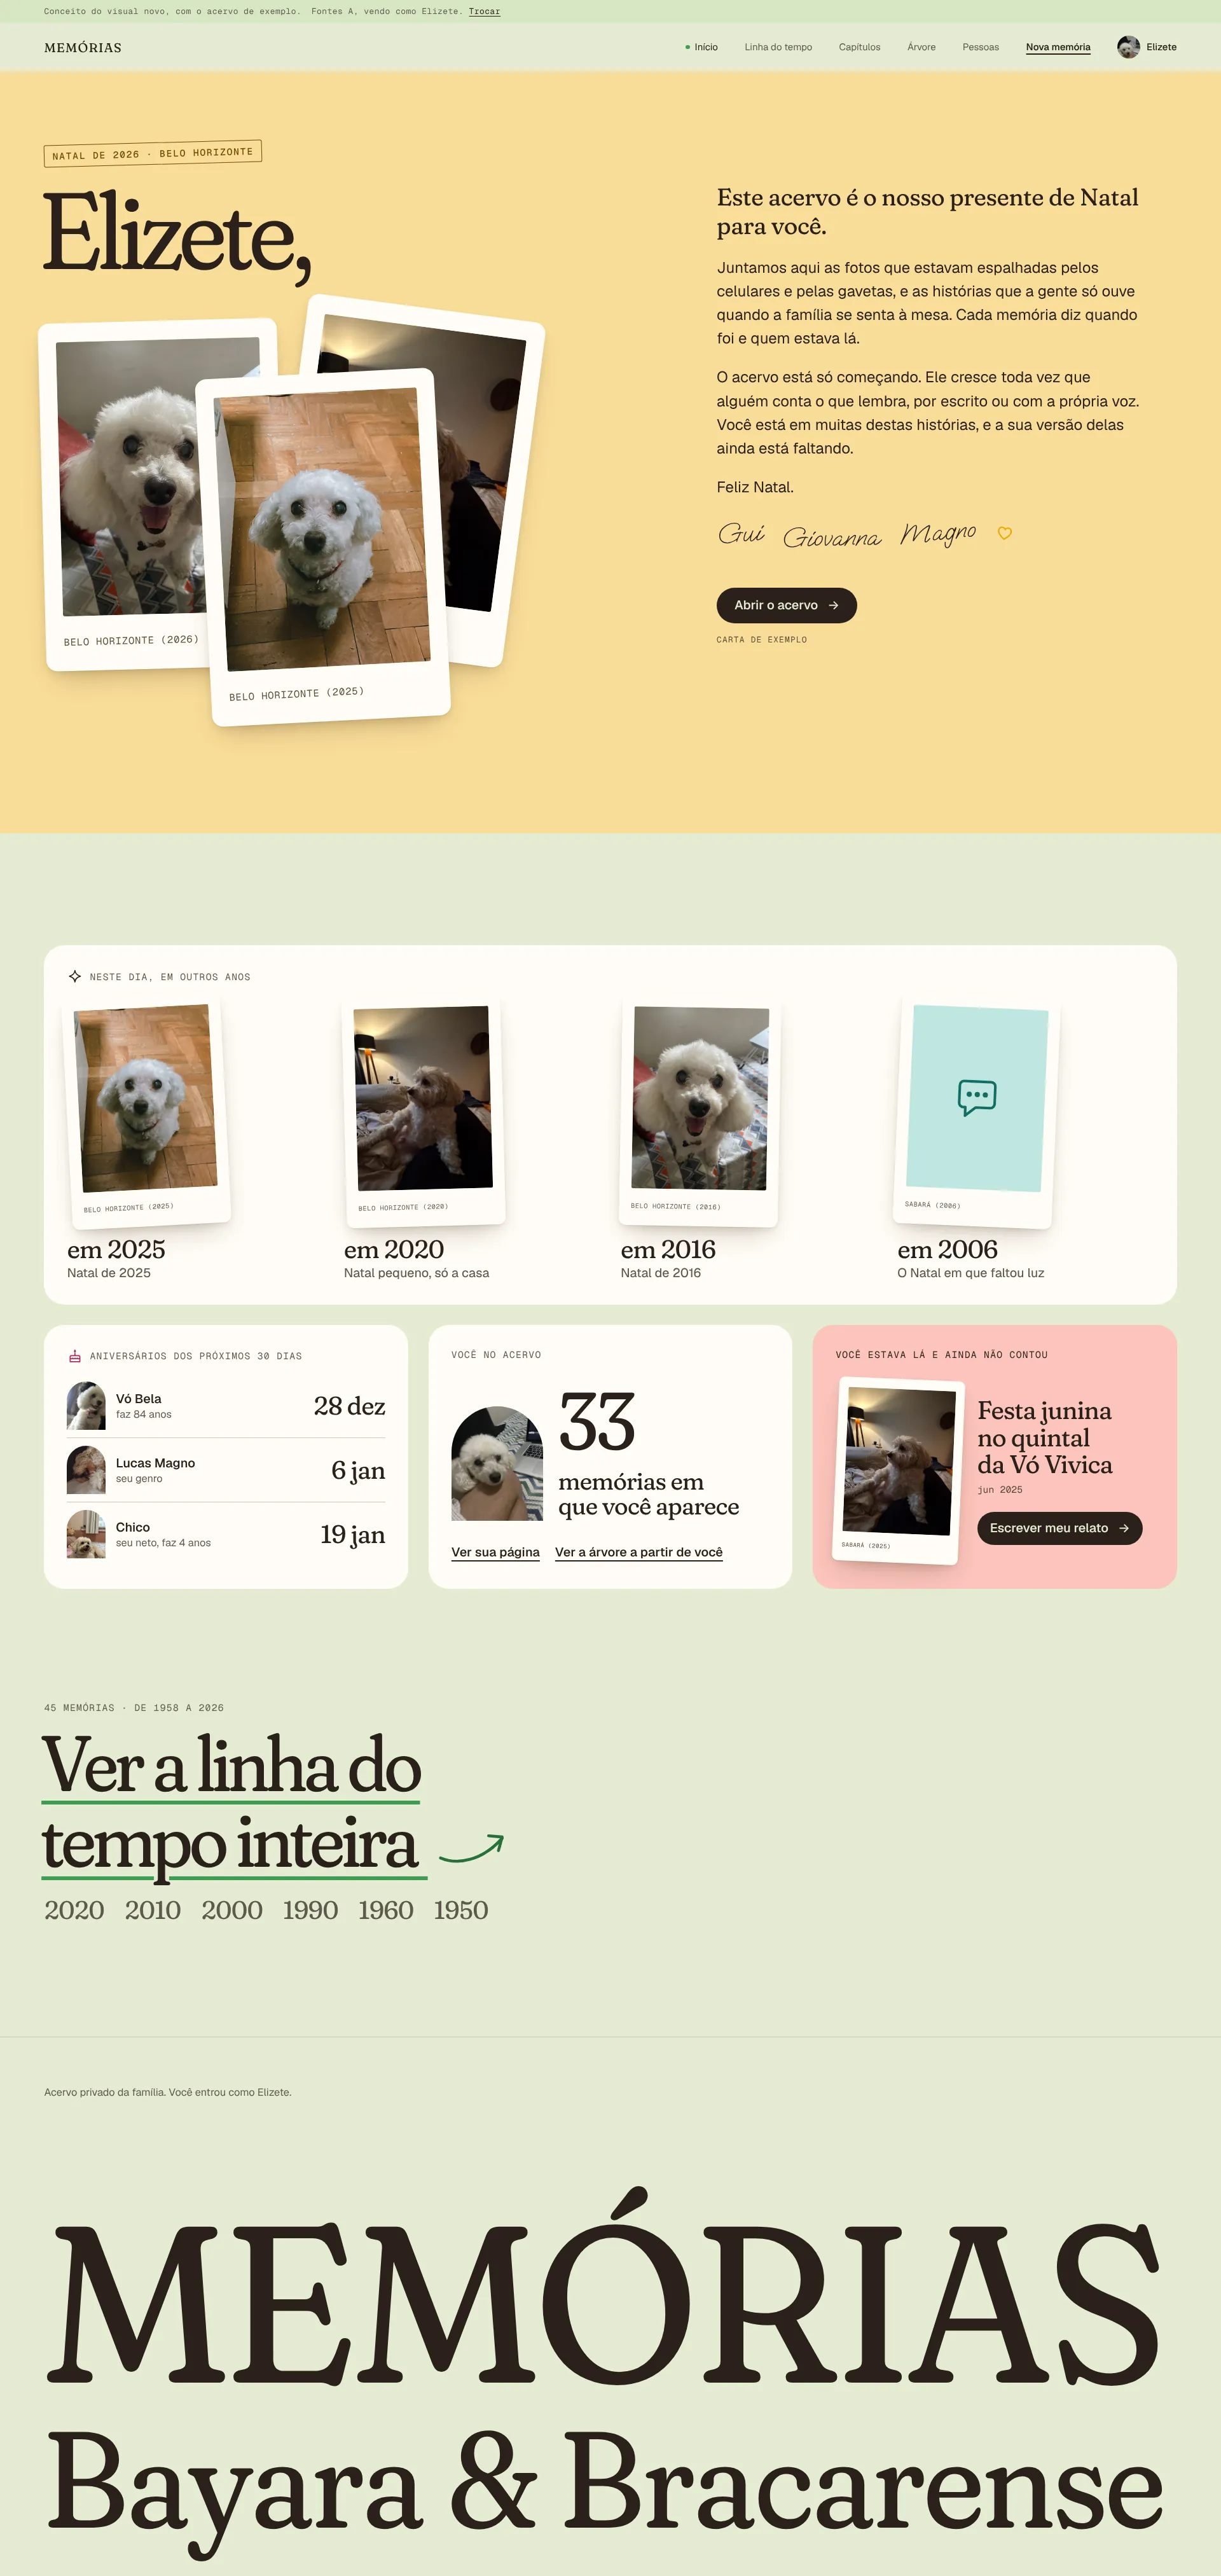 Conceito do visual novo, com o acervo de exemplo. Fontes A, vendo como Elizete. Trocar
MEMÓRIAS
Início
Linha do tempo
Capítulos
Árvore
Pessoas
Nova memória
Elizete
NATAL DE 2026 · BELO HORIZONTE
Elizete,
BELO HORIZONTE (2026)
BELO HORIZONTE (2025)
Este acervo é o nosso presente de Natal
para você.
Juntamos aqui as fotos que estavam espalhadas pelos
celulares e pelas gavetas, e as histórias que a gente só ouve
quando a família se senta à mesa. Cada memória diz quando
foi e quem estava lá.
O acervo está só começando. Ele cresce toda vez que
alguém conta o que lembra, por escrito ou com a própria voz.
Você está em muitas destas histórias, e a sua versão delas
ainda está faltando.
Feliz Natal.
Gui Giovanna Magno
Abrir o acervo →
CARTA DE EXEMPLO
NESTE DIA, EM OUTROS ANOS
BELO HORIZONTE (2025)
em 2025
Natal de 2025
BELO HORIZONTE (2020)
em 2020
Natal pequeno, só a casa
BELO HORIZONTE (2016)
em 2016
Natal de 2016
SABARÁ (2006)
em 2006
O Natal em que faltou luz
ANIVERSÁRIOS DOS PRÓXIMOS 30 DIAS
Vó Bela
faz 84 anos
28 dez
Lucas Magno
seu genro
6 jan
Chico
seu neto, faz 4 anos
19 jan
VOCÊ NO ACERVO
33
memórias em
que você aparece
Ver sua página
Ver a árvore a partir de você
VOCÊ ESTAVA LÁ E AINDA NÃO CONTOU
SABARÁ (2025)
Festa junina
no quintal
da Vó Vivica
jun 2025
Escrever meu relato →
45 MEMÓRIAS · DE 1958 A 2026
Ver a linha do
tempo inteira
2020 2010 2000 1990 1960 1950
Acervo privado da família. Você entrou como Elizete.
MEMÓRIAS
Bayara & Bracarense